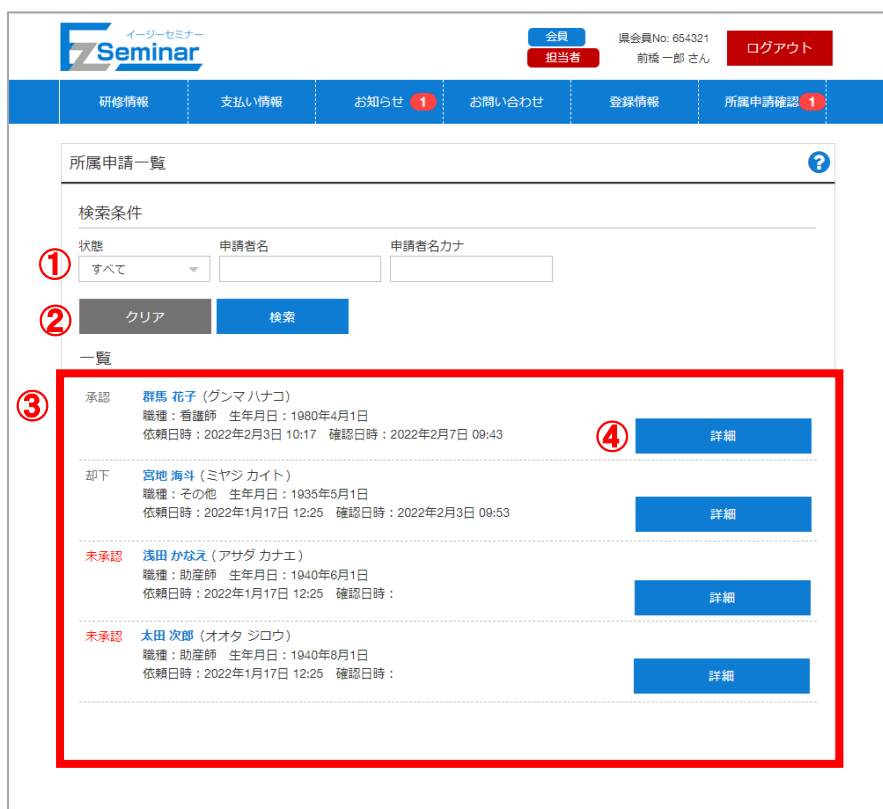 イージーセミナー
EzSeminar
会員
担当者
県会員No: 654321
前橋 一郎 さん
ログアウト
研修情報 支払い情報 お知らせ 1 お問い合わせ 登録情報 所属申請確認 1
所属申請一覧 ?
検索条件
状態 申請者名 申請者名カナ
① すべて
② クリア 検索
一覧
③
承認 群馬 花子 (グンマ ハナコ)
職種：看護師 生年月日：1980年4月1日
依頼日時：2022年2月3日 10:17 確認日時：2022年2月7日 09:43
④ 詳細
却下 宮地 海斗 (ミヤジ カイト)
職種：その他 生年月日：1935年5月1日
依頼日時：2022年1月17日 12:25 確認日時：2022年2月3日 09:53
詳細
未承認 浅田 かなえ (アサダ カナエ)
職種：助産師 生年月日：1940年6月1日
依頼日時：2022年1月17日 12:25 確認日時：
詳細
未承認 太田 次郎 (オオタ ジロウ)
職種：助産師 生年月日：1940年8月1日
依頼日時：2022年1月17日 12:25 確認日時：
詳細